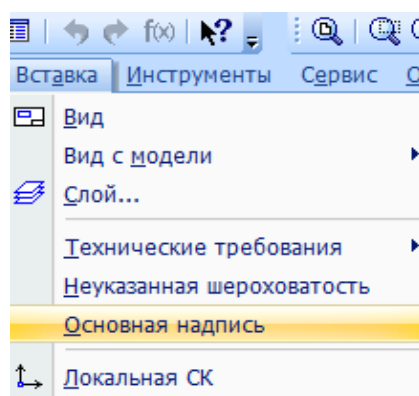 f(x) ?
Вставка Инструменты Сервис О
Вид
Вид с модели
Слой...
Технические требования
Неуказанная шероховатость
Основная надпись
Локальная СК